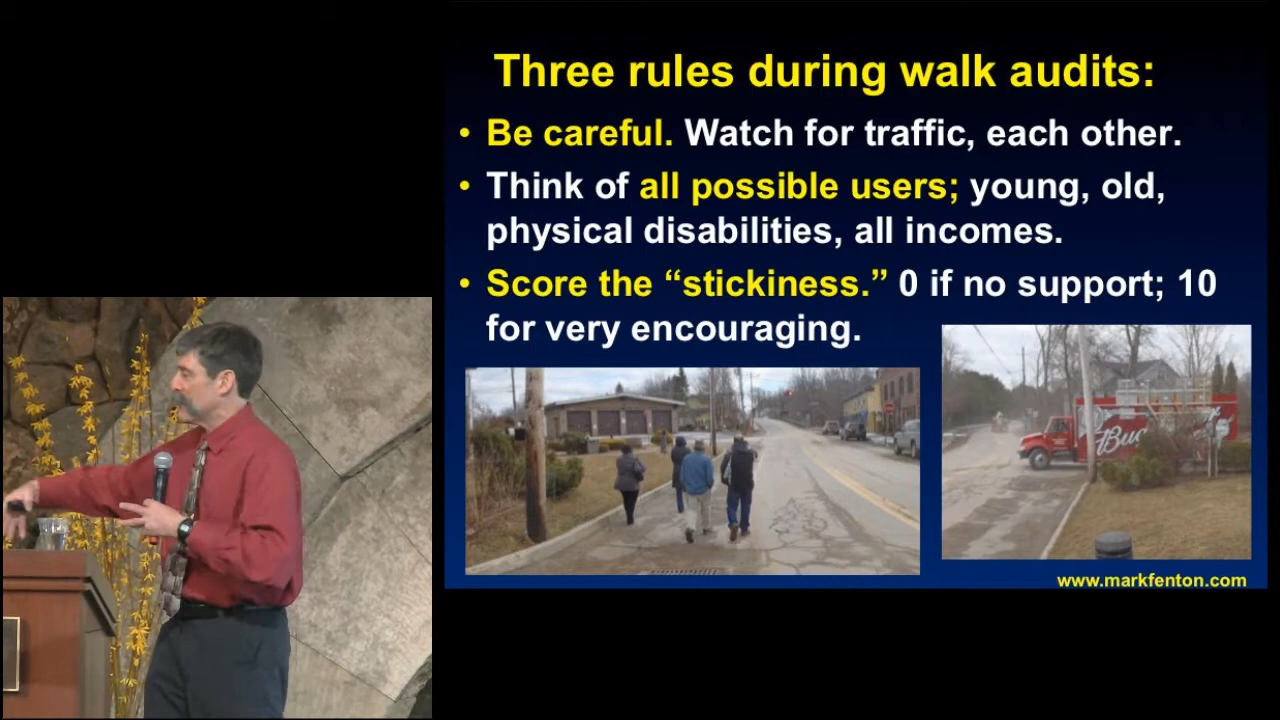 Three rules during walk audits:
• Be careful. Watch for traffic, each other.
• Think of all possible users; young, old,
physical disabilities, all incomes.
• Score the “stickiness.” 0 if no support; 10
for very encouraging.
Bud
www.markfenton.com